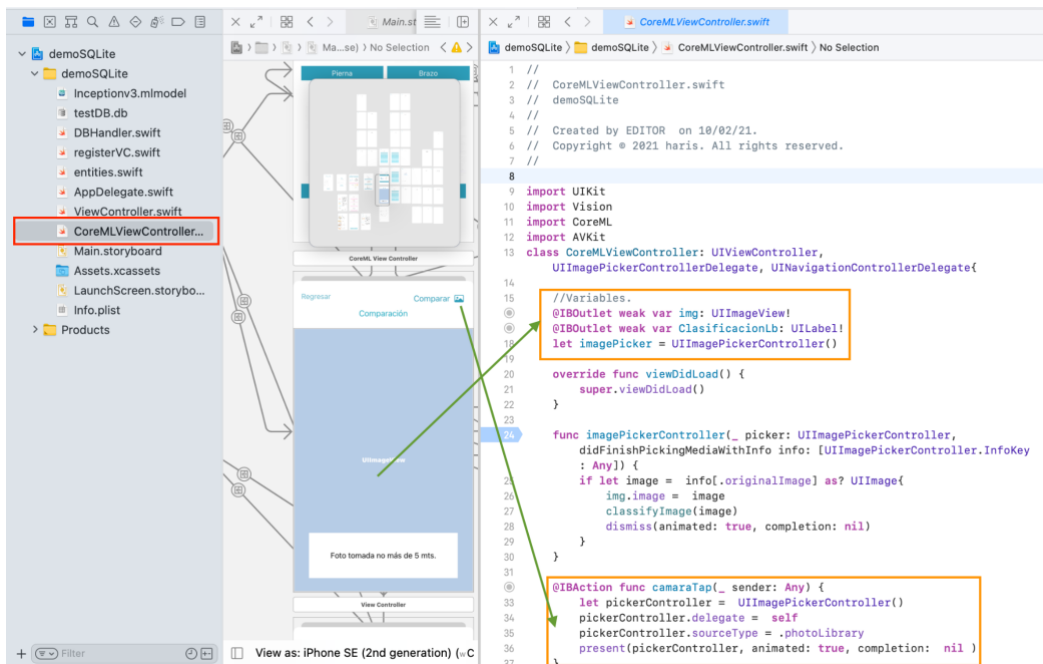 Main.st
CoreMLViewController.swift
Ma...se) > No Selection
demoSQLite > demoSQLite > CoreMLViewController.swift > No Selection
demoSQLite
demoSQLite
Inceptionv3.mlmodel
testDB.db
DBHandler.swift
registerVC.swift
entities.swift
AppDelegate.swift
ViewController.swift
CoreMLViewController...
Main.storyboard
Assets.xcassets
LaunchScreen.storybo...
Info.plist
Products
Filter
Pierna
Brazo
CoreML View Controller
Regresar
Comparar
Comparación
UIImageView
Foto tomada no más de 5 mts.
View Controller
View as: iPhone SE (2nd generation) (wC
1 //
2 // CoreMLViewController.swift
3 // demoSQLite
4 //
5 // Created by EDITOR on 10/02/21.
6 // Copyright © 2021 haris. All rights reserved.
7 //
8
9 import UIKit
10 import Vision
11 import CoreML
12 import AVKit
13 class CoreMLViewController: UIViewController,
UIImagePickerControllerDelegate, UINavigationControllerDelegate{
14
15 //Variables.
@IBOutlet weak var img: UIImageView!
@IBOutlet weak var ClasificacionLb: UILabel!
18 let imagePicker = UIImagePickerController()
19
20 override func viewDidLoad() {
21 super.viewDidLoad()
22 }
23
24 func imagePickerController(_ picker: UIImagePickerController,
didFinishPickingMediaWithInfo info: [UIImagePickerController.InfoKey
: Any]) {
25 if let image = info[.originalImage] as? UIImage{
26 img.image = image
27 classifyImage(image)
28 dismiss(animated: true, completion: nil)
29 }
30 }
31
@IBAction func camaraTap(_ sender: Any) {
33 let pickerController = UIImagePickerController()
34 pickerController.delegate = self
35 pickerController.sourceType = .photoLibrary
36 present(pickerController, animated: true, completion: nil )
37 }